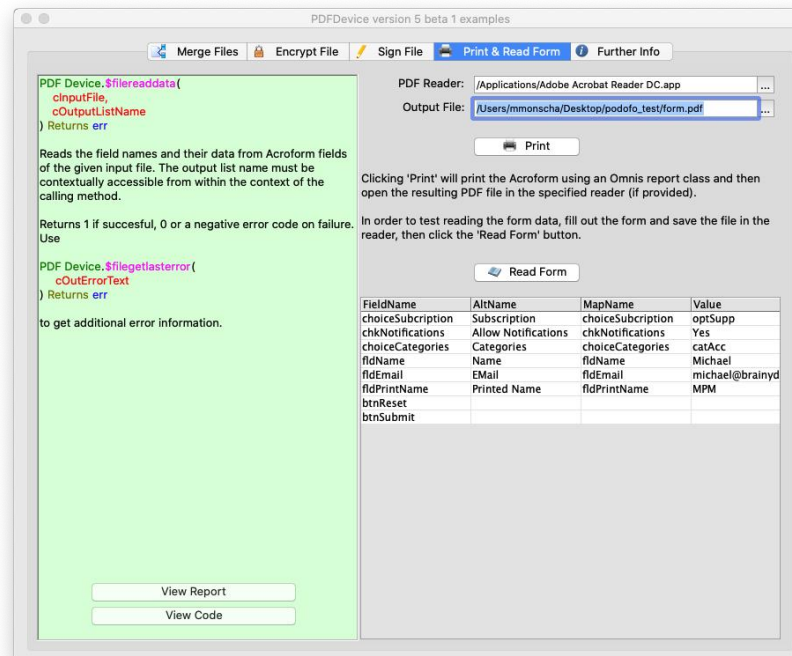 PDFDevice version 5 beta 1 examples
Merge Files Encrypt File Sign File Print & Read Form Further Info
PDF Device.$filereaddata(
cInputFile,
cOutputListName
) Returns err
Reads the field names and their data from Acroform fields
of the given input file. The output list name must be
contextually accessible from within the context of the
calling method.
Returns 1 if succesful, 0 or a negative error code on failure.
Use
PDF Device.$filegetlasterror(
cOutErrorText
) Returns err
to get additional error information.
View Report
View Code
PDF Reader: /Applications/Adobe Acrobat Reader DC.app ...
Output File: /Users/mmonscha/Desktop/podofo_test/form.pdf ...
Print
Clicking 'Print' will print the Acroform using an Omnis report class and then
open the resulting PDF file in the specified reader (if provided).
In order to test reading the form data, fill out the form and save the file in the
reader, then click the 'Read Form' button.
Read Form
FieldName AltName MapName Value
choiceSubcription Subscription choiceSubcription optSupp
chkNotifications Allow Notifications chkNotifications Yes
choiceCategories Categories choiceCategories catAcc
fldName Name fldName Michael
fldEmail EMail fldEmail michael@brainyd
fldPrintName Printed Name fldPrintName MPM
btnReset
btnSubmit